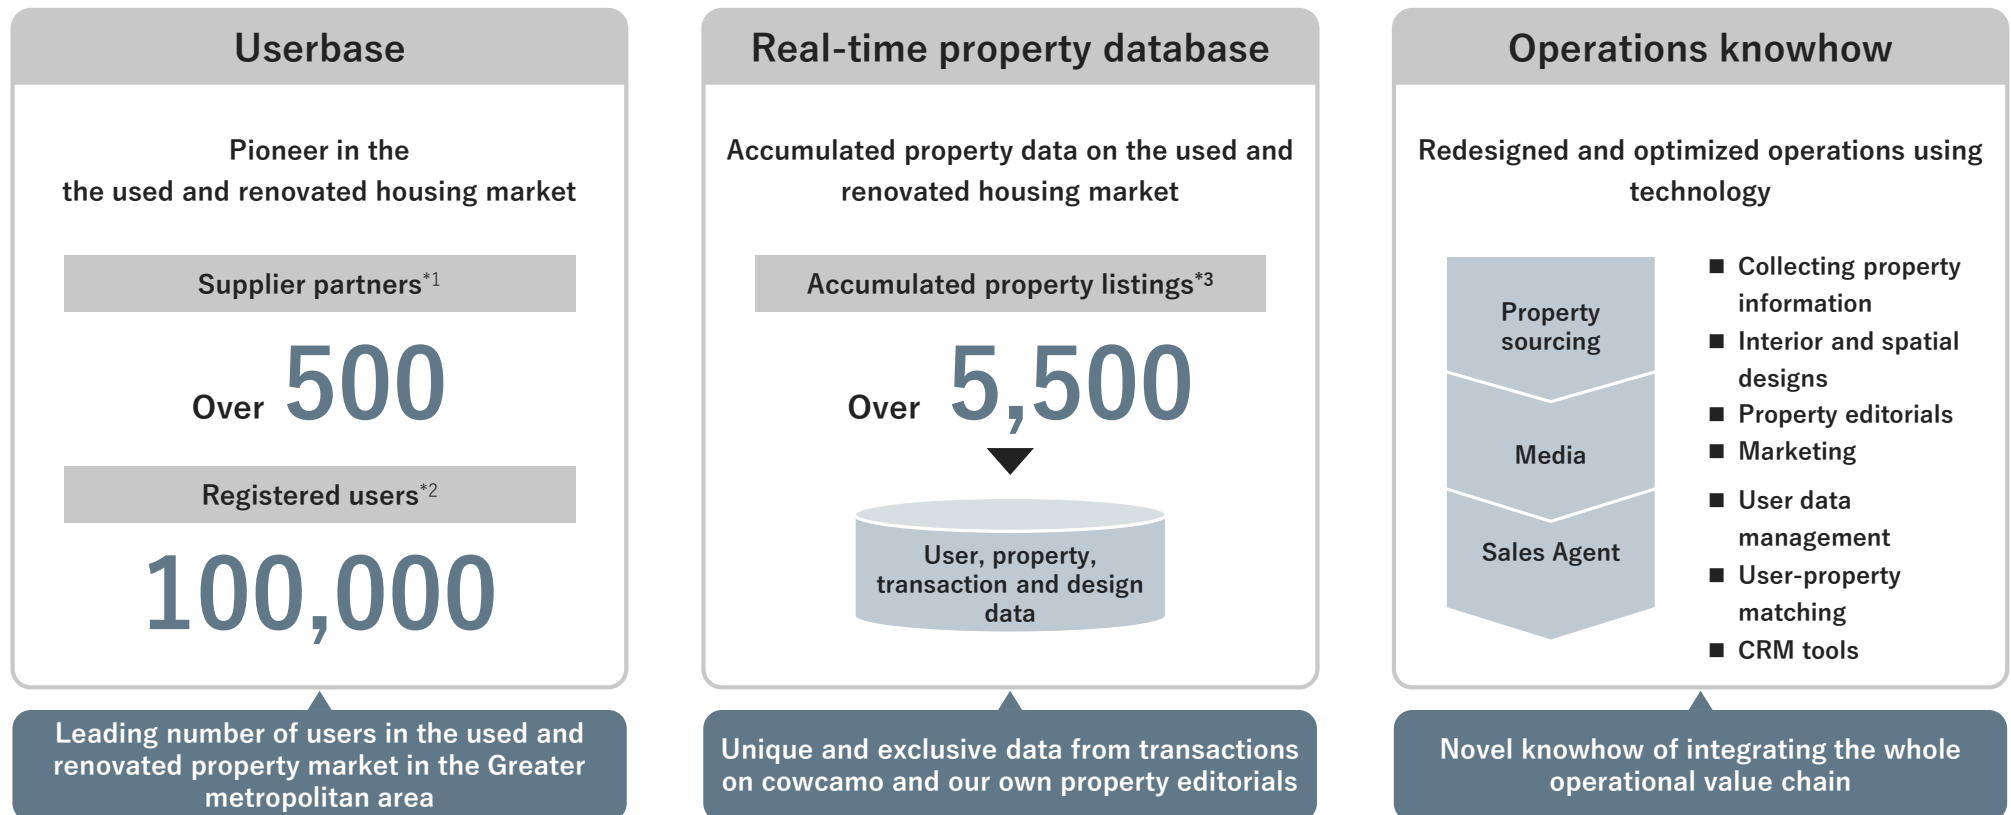 Userbase
Pioneer in the
the used and renovated housing market
Supplier partners*1
Over 500
Registered users*2
100,000
Leading number of users in the used and
renovated property market in the Greater
metropolitan area
Real-time property database
Accumulated property data on the used and
renovated housing market
Accumulated property listings*3
Over 5,500
User, property,
transaction and design
data
Unique and exclusive data from transactions
on cowcamo and our own property editorials
Operations knowhow
Redesigned and optimized operations using
technology
Property
sourcing
Media
Sales Agent
■ Collecting property
information
■ Interior and spatial
designs
■ Property editorials
■ Marketing
■ User data
management
■ User-property
matching
■ CRM tools
Novel knowhow of integrating the whole
operational value chain